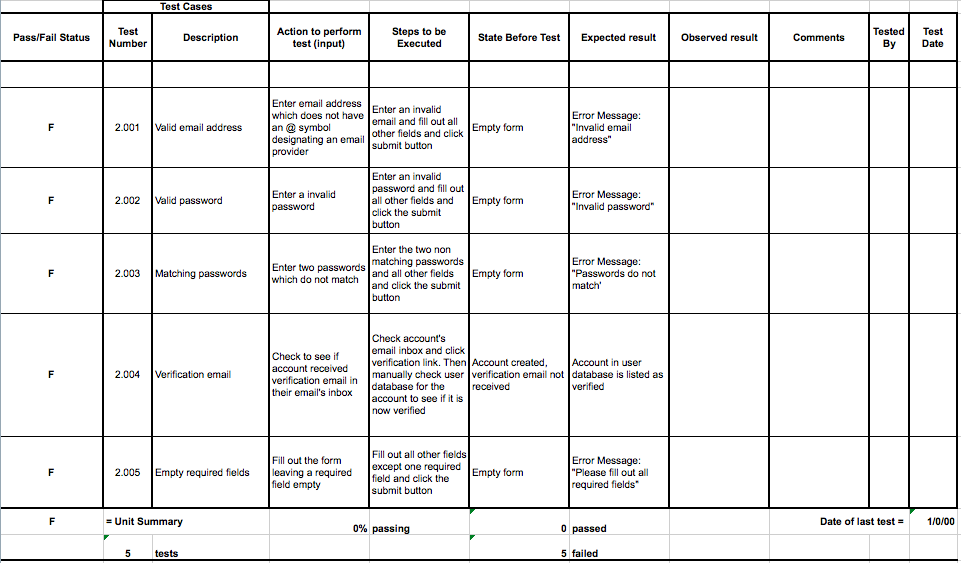 Test Cases
Pass/Fail Status
Test
Number
Description
Action to perform
test (input)
Steps to be
Executed
State Before Test
Expected result
Observed result
Comments
Tested
By
Test
Date
F
2.001
Valid email address
Enter email address
which does not have
an @ symbol
designating an email
provider
Enter an invalid
email and fill out all
other fields and click
submit button
Empty form
Error Message:
"Invalid email
address"
F
2.002
Valid password
Enter a invalid
password
Enter an invalid
password and fill out
all other fields and
click the submit
button
Empty form
Error Message:
"Invalid password"
F
2.003
Matching passwords
Enter two passwords
which do not match
Enter the two non
matching passwords
and all other fields
and click the submit
button
Empty form
Error Message:
"Passwords do not
match'
F
2.004
Verification email
Check to see if
account received
verification email in
their email's inbox
Check account's
email inbox and click
verification link. Then
manually check user
database for the
account to see if it is
now verified
Account created,
verification email not
received
Account in user
database is listed as
verified
F
2.005
Empty required fields
Fill out the form
leaving a required
field empty
Fill out all other fields
except one required
field and click the
submit button
Empty form
Error Message:
"Please fill out all
required fields"
F
= Unit Summary
0% passing
0 passed
Date of last test =
1/0/00
5 tests
5 failed